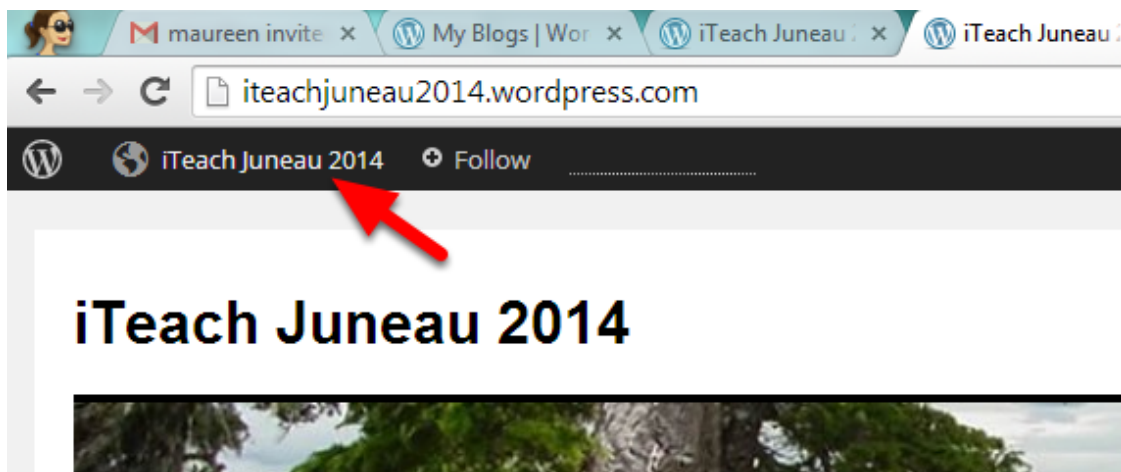 maureen invite My Blogs | Wor iTeach Juneau iTeach Juneau
iteachjuneau2014.wordpress.com
iTeach Juneau 2014 Follow
iTeach Juneau 2014